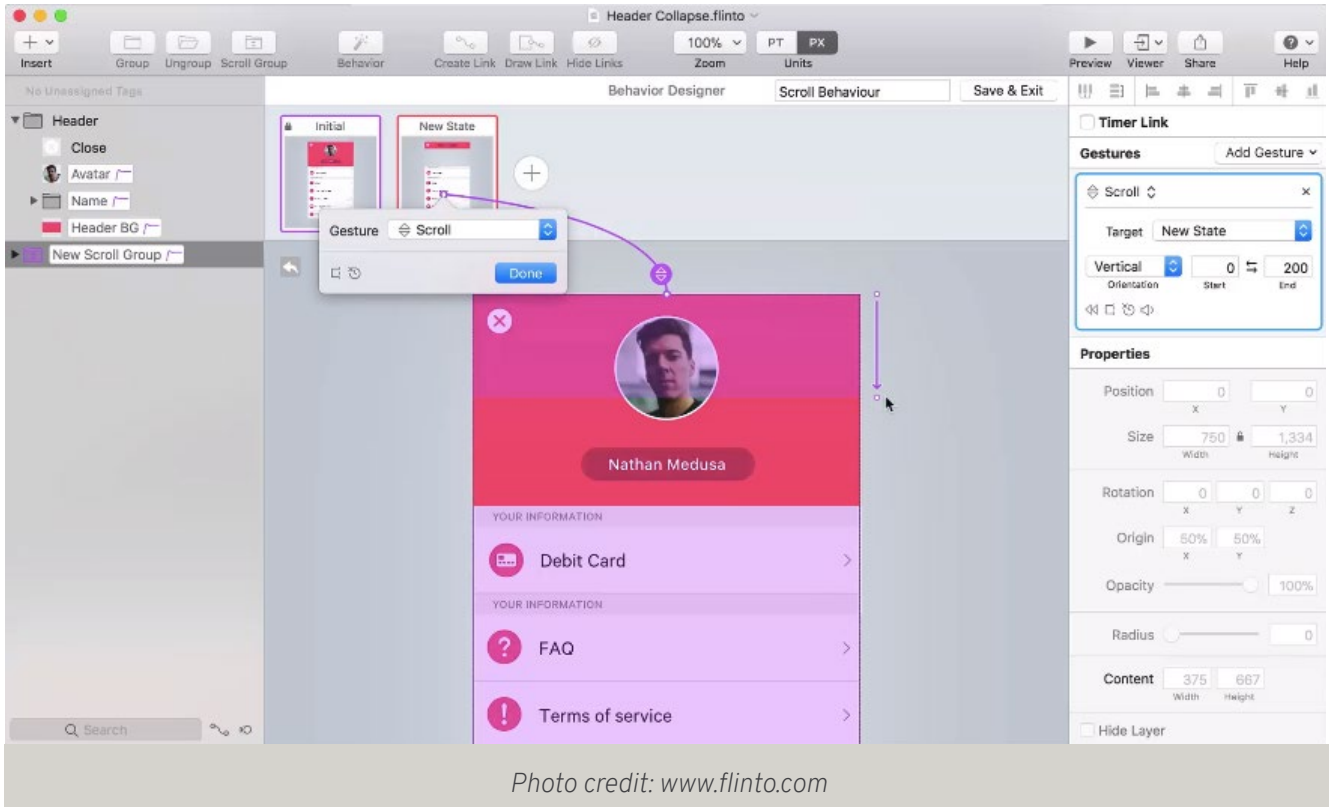 Header Collapse.flinto
Insert Group Ungroup Scroll Group Behavior Create Link Draw Link Hide Links 100% Zoom PT PX Units Preview Viewer Share Help
No Unassigned Tags
Behavior Designer Scroll Behaviour Save & Exit
Header
Close
Avatar
Name
Header BG
New Scroll Group
Search
Initial New State
Gesture Scroll
Done
Nathan Medusa
YOUR INFORMATION
Debit Card
YOUR INFORMATION
FAQ
Terms of service
Timer Link
Gestures Add Gesture
Scroll
Target New State
Vertical 0 200
Orientation Start End
Properties
Position 0 0
X Y
Size 750 1,334
Width Height
Rotation 0 0 0
X Y Z
Origin 50% 50%
X Y
Opacity 100%
Radius 0
Content 375 667
Width Height
Hide Layer
Photo credit: www.flinto.com